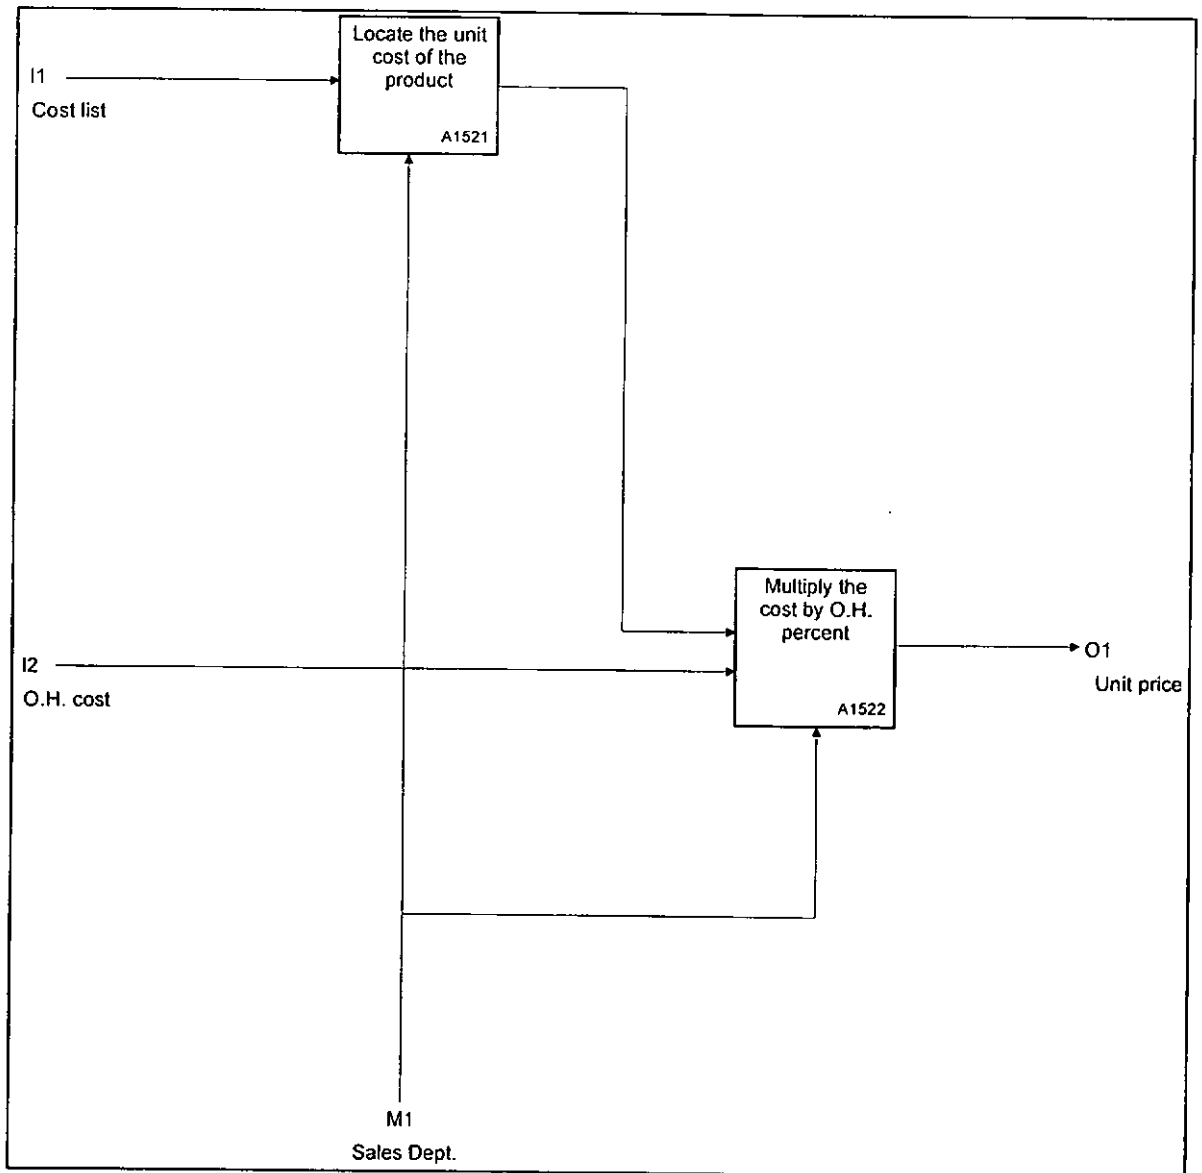 Locate the unit
cost of the
product
A1521
I1
Cost list
Multiply the
cost by O.H.
percent
A1522
I2
O.H. cost
O1
Unit price
M1
Sales Dept.